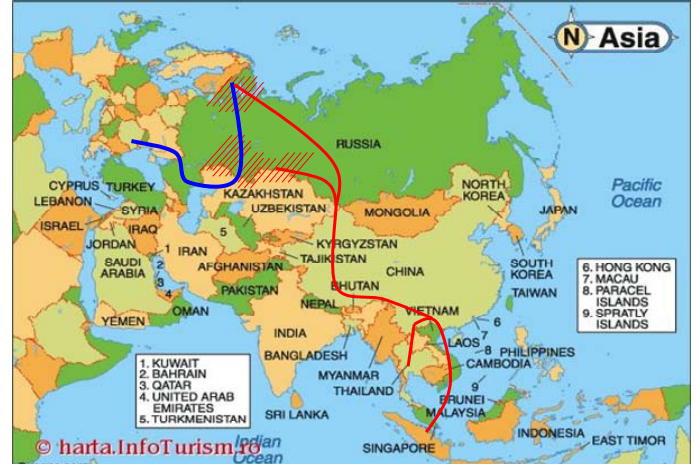 N Asia
RUSSIA
CYPRUS
TURKEY
LEBANON
SYRIA
ISRAEL
IRAQ
JORDAN
SAUDI
ARABIA
1
2
3
4
IRAN
YEMEN
OMAN
KAZAKHSTAN
UZBEKISTAN
5
KYRGYZSTAN
TAJIKISTAN
AFGHANISTAN
PAKISTAN
MONGOLIA
CHINA
NORTH
KOREA
JAPAN
SOUTH
KOREA
TAIWAN
Pacific
Ocean
BHUTAN
NEPAL
INDIA
BANGLADESH
MYANMAR
THAILAND
VIETNAM
LAOS
CAMBODIA
6
7
8
9
PHILIPPINES
BRUNEI
MALAYSIA
SRI LANKA
SINGAPORE
INDONESIA
EAST TIMOR
6. HONG KONG
7. MACAU
8. PARACEL
ISLANDS
9. SPRATLY
ISLANDS
1. KUWAIT
2. BAHRAIN
3. QATAR
4. UNITED ARAB
EMIRATES
5. TURKMENISTAN
Indian
Ocean
© harta.InfoTurism.ro